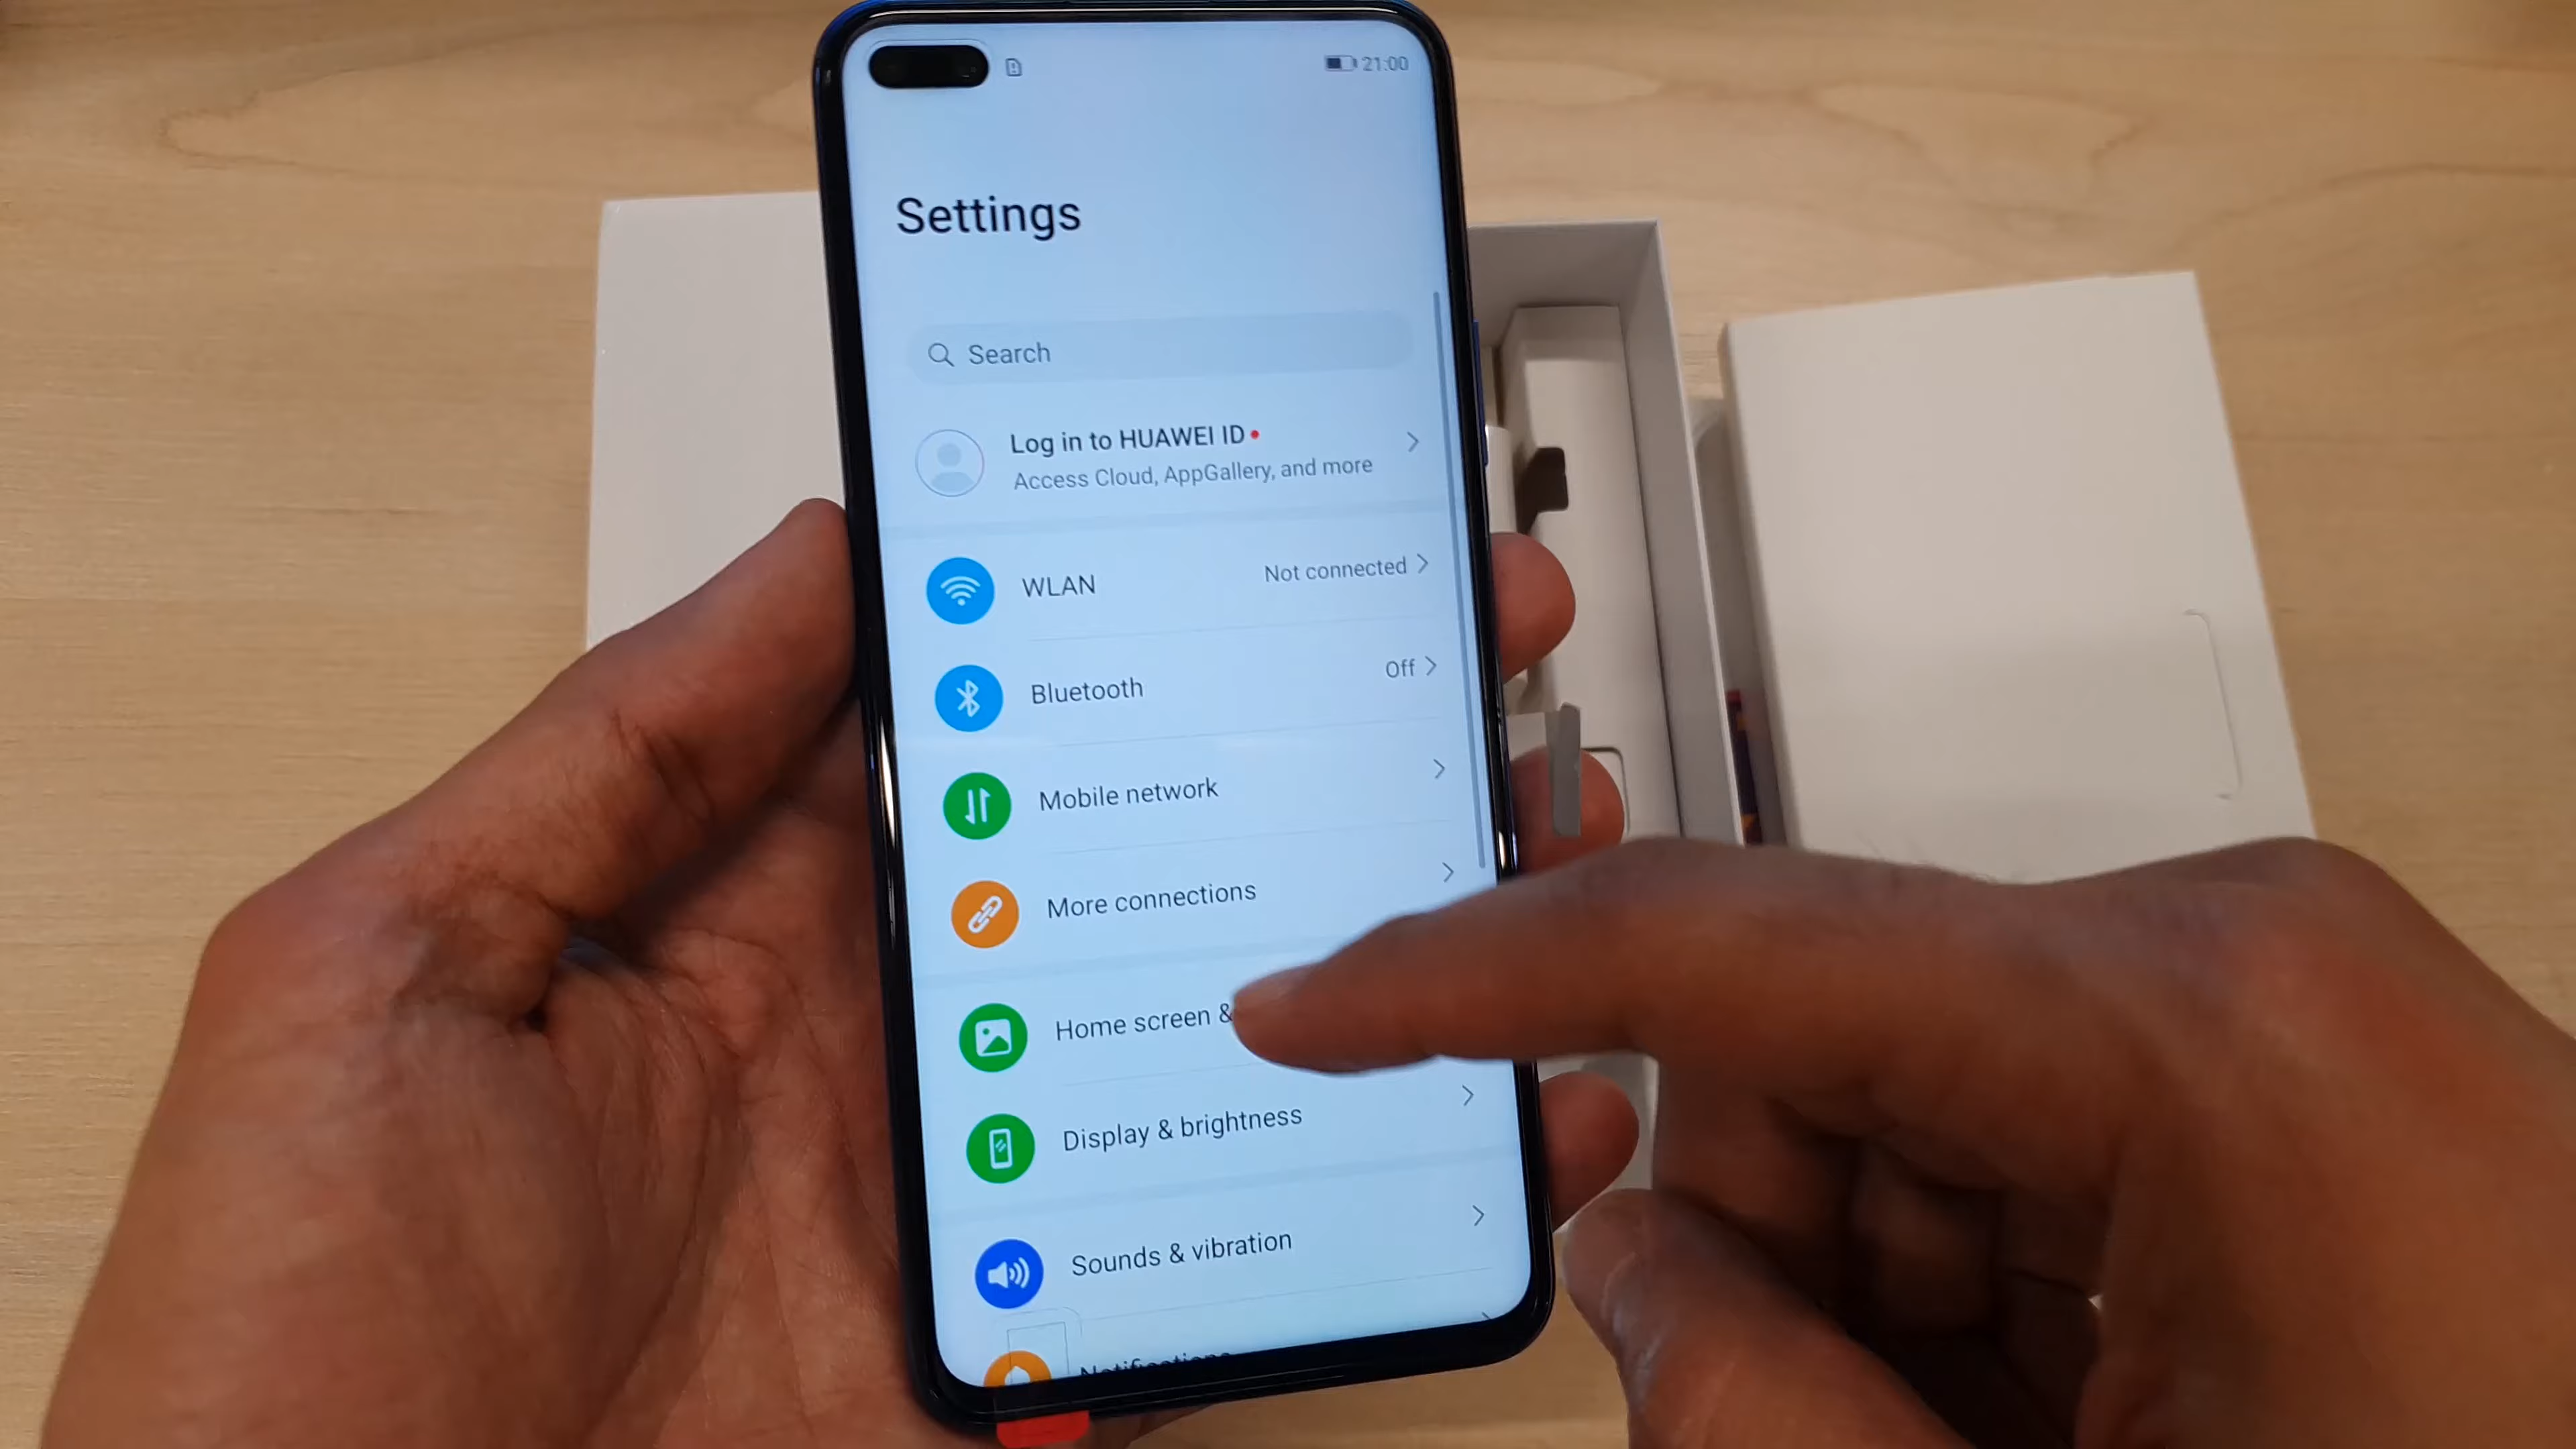 21:00
Settings
Search
Log in to HUAWEI ID
Access Cloud, AppGallery, and more
WLAN Not connected
Bluetooth Off
Mobile network
More connections
Home screen &
Display & brightness
Sounds & vibration
Notifications